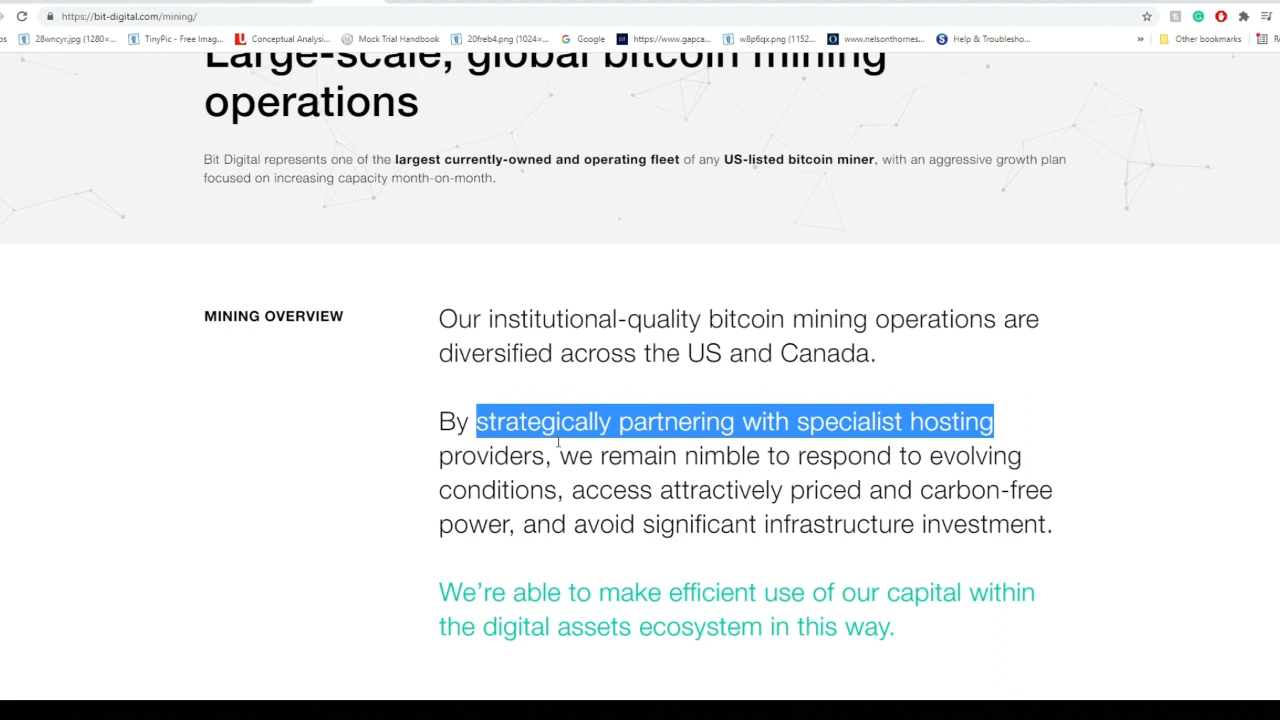 https://bit-digital.com/mining/
os 28wncyr.jpg (1280×... TinyPic - Free Imag... Conceptual Analysi... Mock Trial Handbook 20freb4.png (1024×... Google https://www.gapca... w8p6qx.png (1152... www.nelsonthornes... Help & Troublesho... » Other bookmarks
Large-scale, global bitcoin mining
operations
Bit Digital represents one of the largest currently-owned and operating fleet of any US-listed bitcoin miner, with an aggressive growth plan
focused on increasing capacity month-on-month.
MINING OVERVIEW
Our institutional-quality bitcoin mining operations are
diversified across the US and Canada.
By strategically partnering with specialist hosting
providers, we remain nimble to respond to evolving
conditions, access attractively priced and carbon-free
power, and avoid significant infrastructure investment.
We're able to make efficient use of our capital within
the digital assets ecosystem in this way.